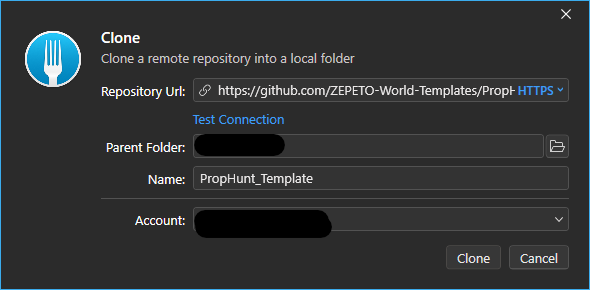 Clone
Clone a remote repository into a local folder
Repository Url: https://github.com/ZEPETO-World-Templates/PropH HTTPS
Test Connection
Parent Folder:
Name: PropHunt_Template
Account:
Clone Cancel